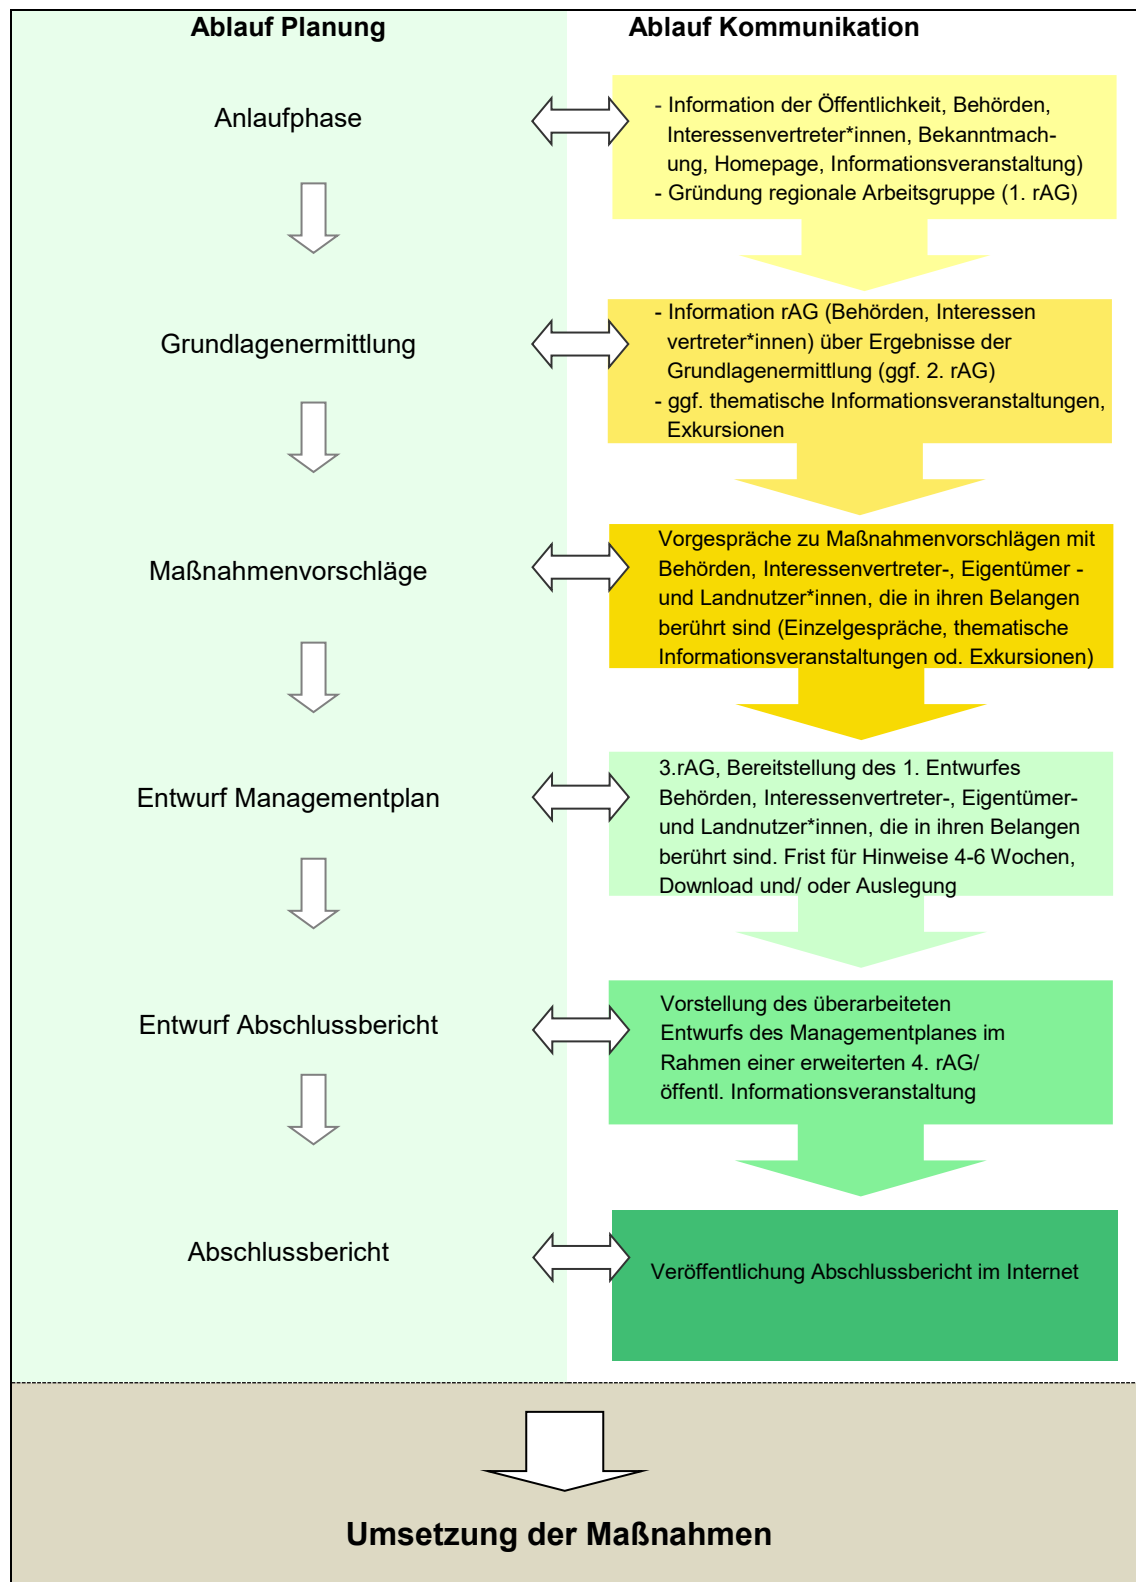 Ablauf Planung
Ablauf Kommunikation
Anlaufphase
- Information der Öffentlichkeit, Behörden,
Interessenvertreter*innen, Bekanntmach-
ung, Homepage, Informationsveranstaltung)
- Gründung regionale Arbeitsgruppe (1. rAG)
Grundlagenermittlung
- Information rAG (Behörden, Interessen
vertreter*innen) über Ergebnisse der
Grundlagenermittlung (ggf. 2. rAG)
- ggf. thematische Informationsveranstaltungen,
Exkursionen
Maßnahmenvorschläge
Vorgespräche zu Maßnahmenvorschlägen mit
Behörden, Interessenvertreter-, Eigentümer -
und Landnutzer*innen, die in ihren Belangen
berührt sind (Einzelgespräche, thematische
Informationsveranstaltungen od. Exkursionen)
Entwurf Managementplan
3.rAG, Bereitstellung des 1. Entwurfes
Behörden, Interessenvertreter-, Eigentümer-
und Landnutzer*innen, die in ihren Belangen
berührt sind. Frist für Hinweise 4-6 Wochen,
Download und/ oder Auslegung
Entwurf Abschlussbericht
Vorstellung des überarbeiteten
Entwurfs des Managementplanes im
Rahmen einer erweiterten 4. rAG/
öffentl. Informationsveranstaltung
Abschlussbericht
Veröffentlichung Abschlussbericht im Internet
Umsetzung der Maßnahmen